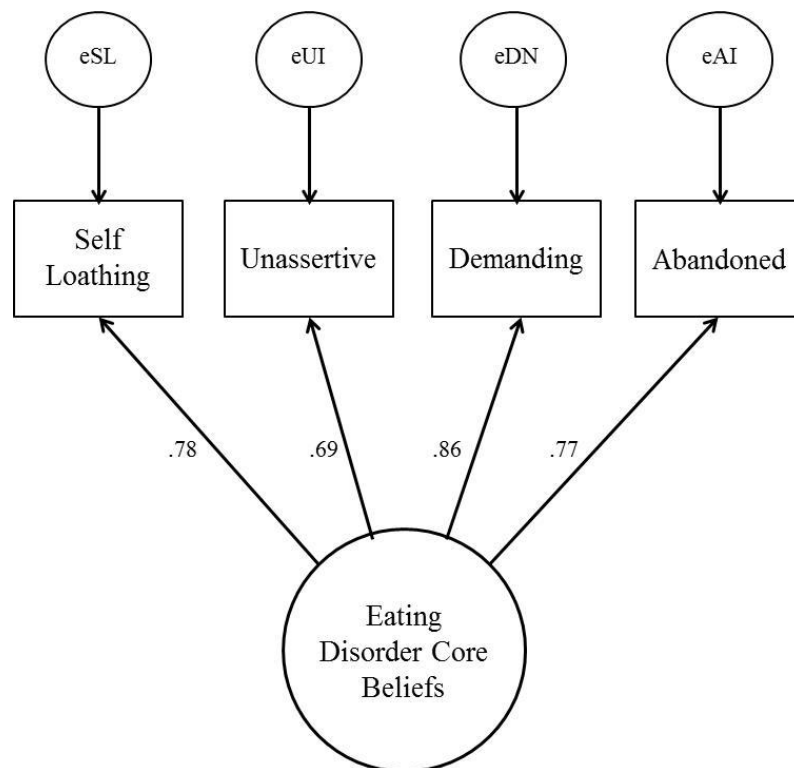 eSL
eUI
eDN
eAI
Self
Loathing
Unassertive
Demanding
Abandoned
.78
.69
.86
.77
Eating
Disorder Core
Beliefs